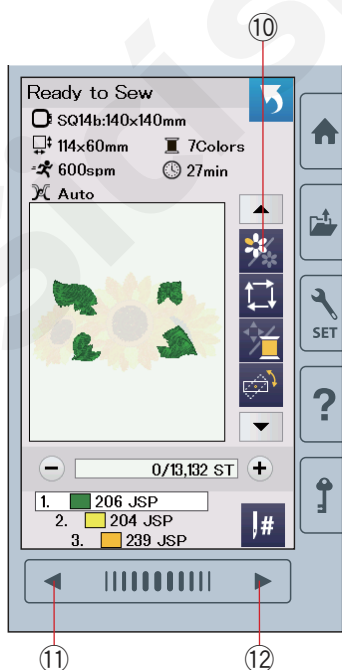 ⑩
Ready to Sew
SQ14b:140x140mm
114x60mm 7Colors
600spm 27min
Auto
SET
?
− 0/13,132 ST +
1. 206 JSP
2. 204 JSP
3. 239 JSP
#
⑪ ⑫